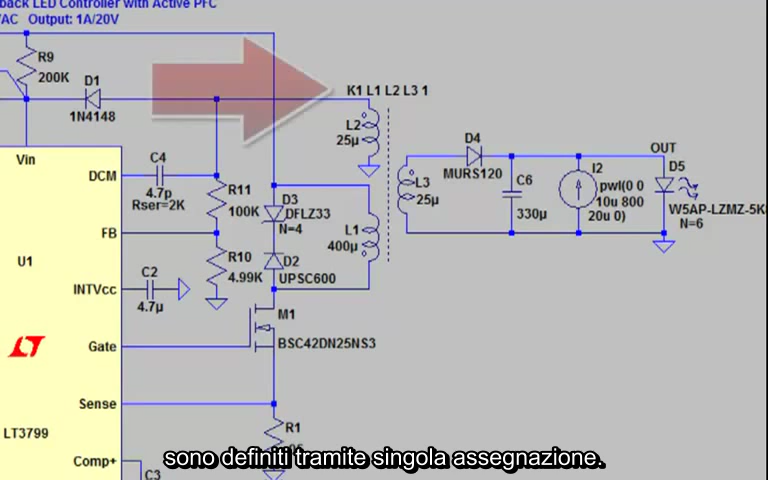 back LED Controller with Active PFC
VAC Output: 1A/20V
R9
200K
D1
1N4148
K1 L1 L2 L3 1
L2
25µ
Vin
DCM
C4
4.7p
Rser=2K
R11
100K
D3
DFLZ33
N=4
L1
400µ
L3
25µ
D4
MURS120
C6
330µ
I2
pwl(0 0
10u 800
20u 0)
OUT
D5
W5AP-LZMZ-5K
N=6
FB
U1
R10
4.99K
D2
UPSC600
INTVcc
C2
4.7µ
M1
BSC42DN25NS3
Gate
LT
Sense
LT3799
R1
Comp+
C3
sono definiti tramite singola assegnazione.